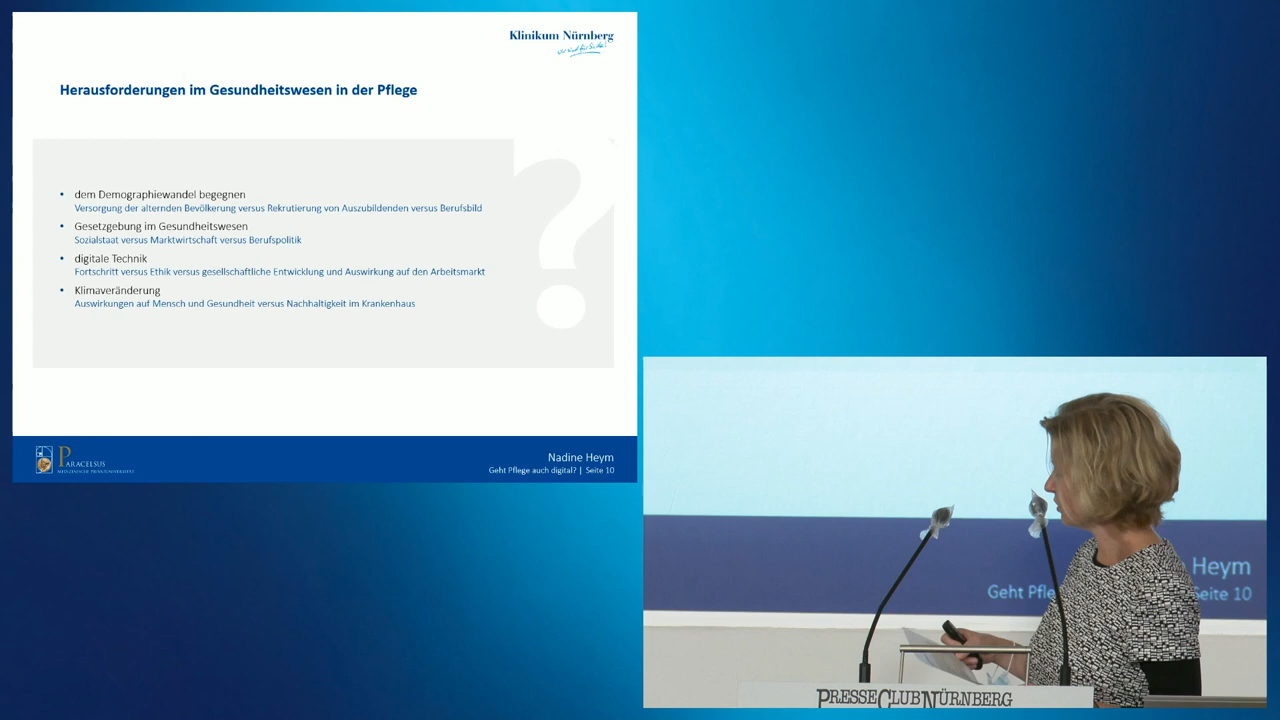 Klinikum Nürnberg
Herausforderungen im Gesundheitswesen in der Pflege
• dem Demographiewandel begegnen
Versorgung der alternden Bevölkerung versus Rekrutierung von Auszubildenden versus Berufsbild
• Gesetzgebung im Gesundheitswesen
Sozialstaat versus Marktwirtschaft versus Berufspolitik
• digitale Technik
Fortschritt versus Ethik versus gesellschaftliche Entwicklung und Auswirkung auf den Arbeitsmarkt
• Klimaveränderung
Auswirkungen auf Mensch und Gesundheit versus Nachhaltigkeit im Krankenhaus
?
PARACELSUS
MEDIZINISCHE PRIVATUNIVERSITÄT
Nadine Heym
Geht Pflege auch digital? | Seite 10
Heym
Geht Pfle
Seite 10
PRESSECLUBNÜRNBERG